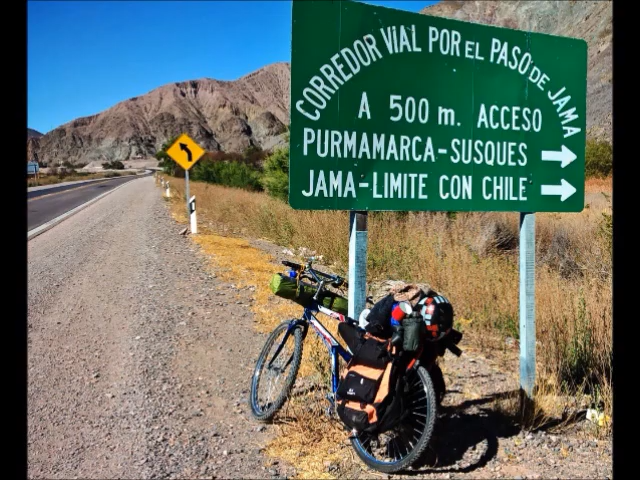 CORREDOR VIAL POR EL PASO DE JAMA
A 500 m. ACCESO
PURMAMARCA-SUSQUES
JAMA-LIMITE CON CHILE